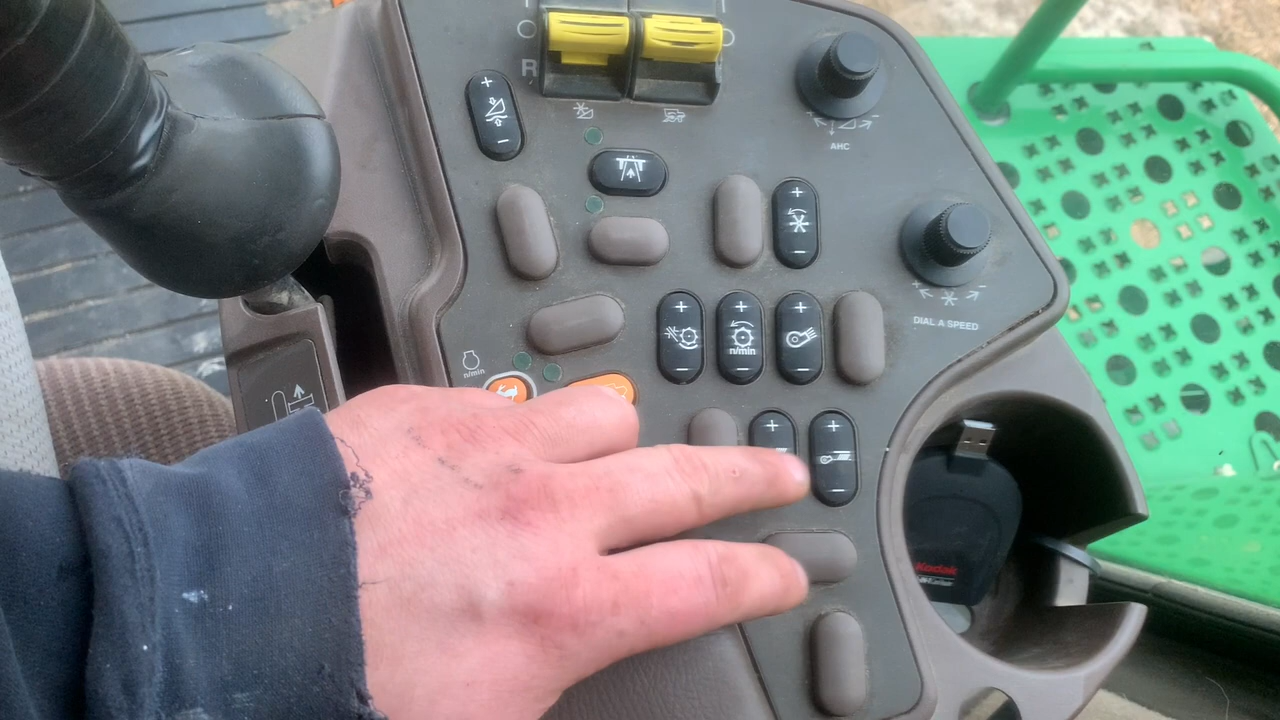 R
+
−
AHC
+
−
DIAL A SPEED
+
−
+
n/min
−
+
−
n/min
+
+
−
Kodak